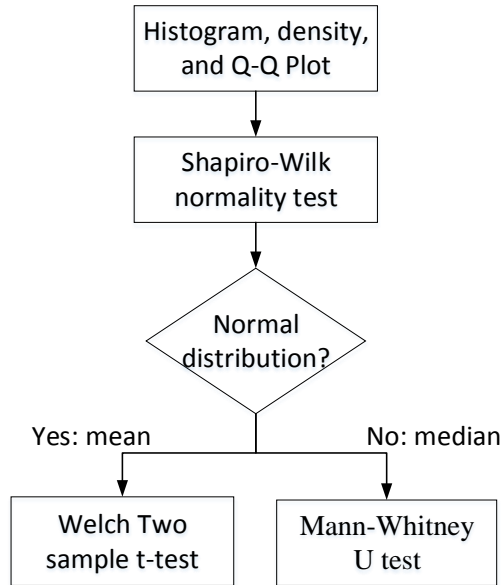 Histogram, density,
and Q-Q Plot
Shapiro-Wilk
normality test
Normal
distribution?
Yes: mean
No: median
Welch Two
sample t-test
Mann-Whitney
U test